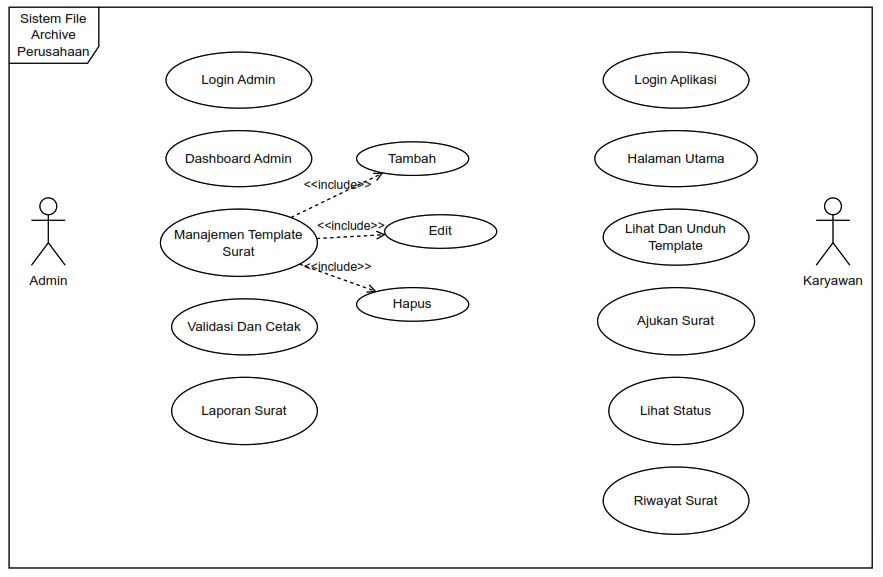 Sistem File
Archive
Perusahaan
Login Admin
Login Aplikasi
Dashboard Admin
Tambah
Halaman Utama
<<include>>
Manajemen Template
Surat
<<include>>
Edit
Lihat Dan Unduh
Template
<<include>>
Admin
Karyawan
Hapus
Validasi Dan Cetak
Ajukan Surat
Laporan Surat
Lihat Status
Riwayat Surat